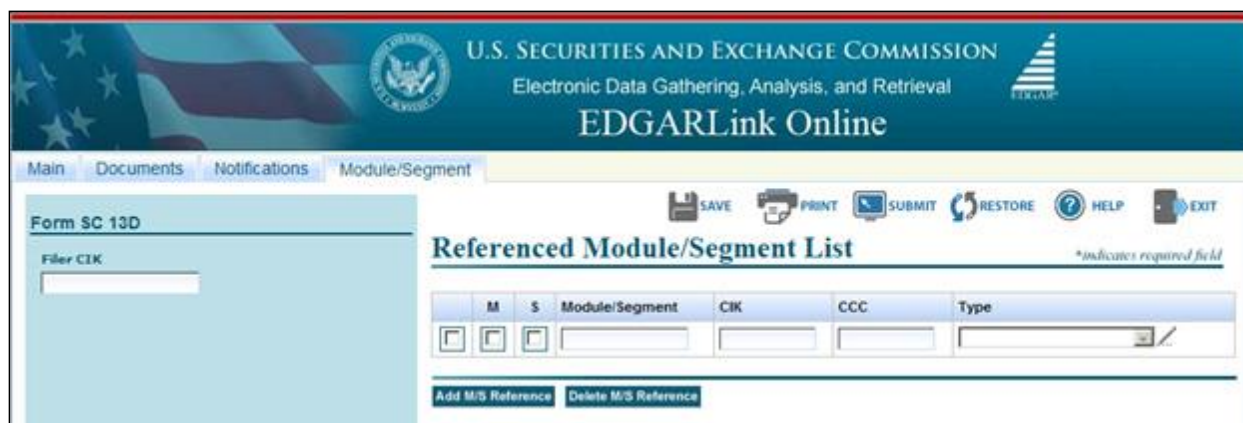 U.S. SECURITIES AND EXCHANGE COMMISSION
Electronic Data Gathering, Analysis, and Retrieval
EDGAR
EDGARLink Online
Main Documents Notifications Module/Segment
SAVE PRINT SUBMIT RESTORE HELP EXIT
Form SC 13D
Referenced Module/Segment List
*indicates required field
Filer CIK
M S Module/Segment CIK CCC Type
Add M/S Reference Delete M/S Reference